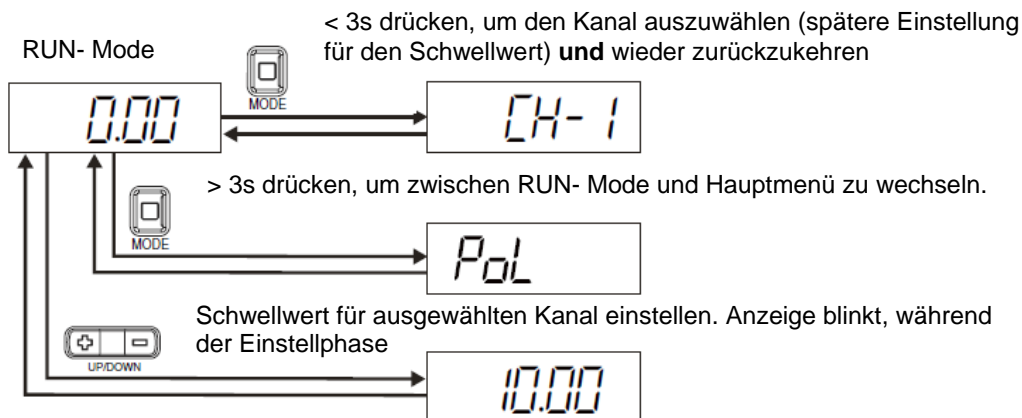 < 3s drücken, um den Kanal auszuwählen (spätere Einstellung
für den Schwellwert) und wieder zurückzukehren
RUN- Mode
MODE
0.00
CH- 1
> 3s drücken, um zwischen RUN- Mode und Hauptmenü zu wechseln.
MODE
PoL
Schwellwert für ausgewählten Kanal einstellen. Anzeige blinkt, während
der Einstellphase
UP/DOWN
10.00